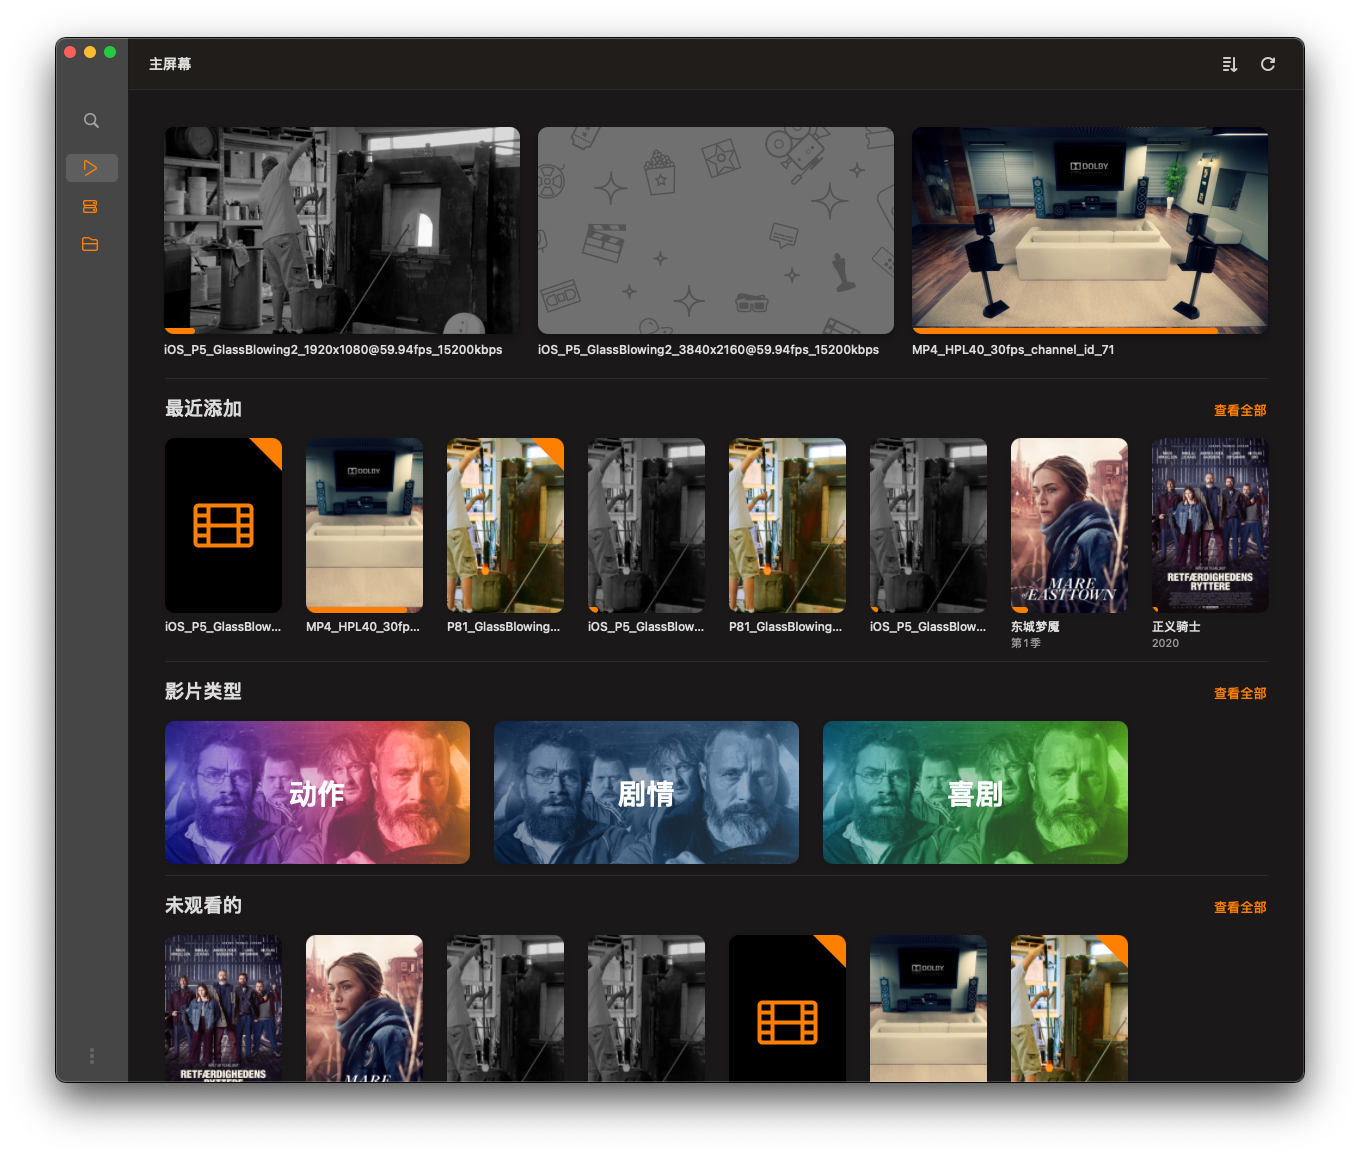 主屏幕
DOLBY
iOS_P5_GlassBlowing2_1920x1080@59.94fps_15200kbps
iOS_P5_GlassBlowing2_3840x2160@59.94fps_15200kbps
MP4_HPL40_30fps_channel_id_71
最近添加
查看全部
DOLBY
MARE
of EASTTOWN
RETFÆRDIGHEDENS
RYTTERE
iOS_P5_GlassBlow...
MP4_HPL40_30fp...
P81_GlassBlowing...
iOS_P5_GlassBlow...
P81_GlassBlowing...
iOS_P5_GlassBlow...
东城梦魇
第1季
正义骑士
2020
影片类型
查看全部
动作
剧情
喜剧
未观看的
查看全部
RETFÆRDIGHEDENS
RYTTERE
MARE
DOLBY